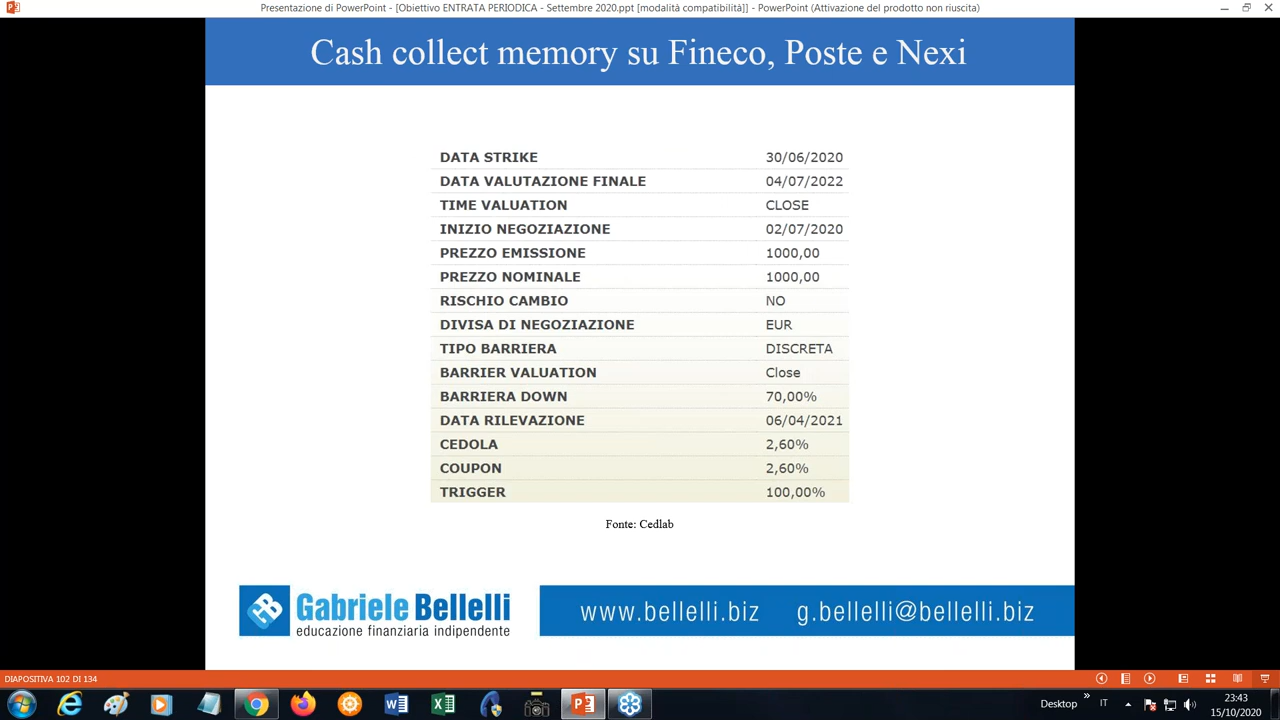 Presentazione di PowerPoint - [Obiettivo ENTRATA PERIODICA - Settembre 2020.ppt [modalità compatibilità]] - PowerPoint (Attivazione del prodotto non riuscita)
Cash collect memory su Fineco, Poste e Nexi
DATA STRIKE 30/06/2020
DATA VALUTAZIONE FINALE 04/07/2022
TIME VALUATION CLOSE
INIZIO NEGOZIAZIONE 02/07/2020
PREZZO EMISSIONE 1000,00
PREZZO NOMINALE 1000,00
RISCHIO CAMBIO NO
DIVISA DI NEGOZIAZIONE EUR
TIPO BARRIERA DISCRETA
BARRIER VALUATION Close
BARRIERA DOWN 70,00%
DATA RILEVAZIONE 06/04/2021
CEDOLA 2,60%
COUPON 2,60%
TRIGGER 100,00%
Fonte: Cedlab
Gabriele Bellelli
educazione finanziaria indipendente
www.bellelli.biz g.bellelli@bellelli.biz
DIAPOSITIVA 102 DI 134
Desktop IT 23:43
15/10/2020